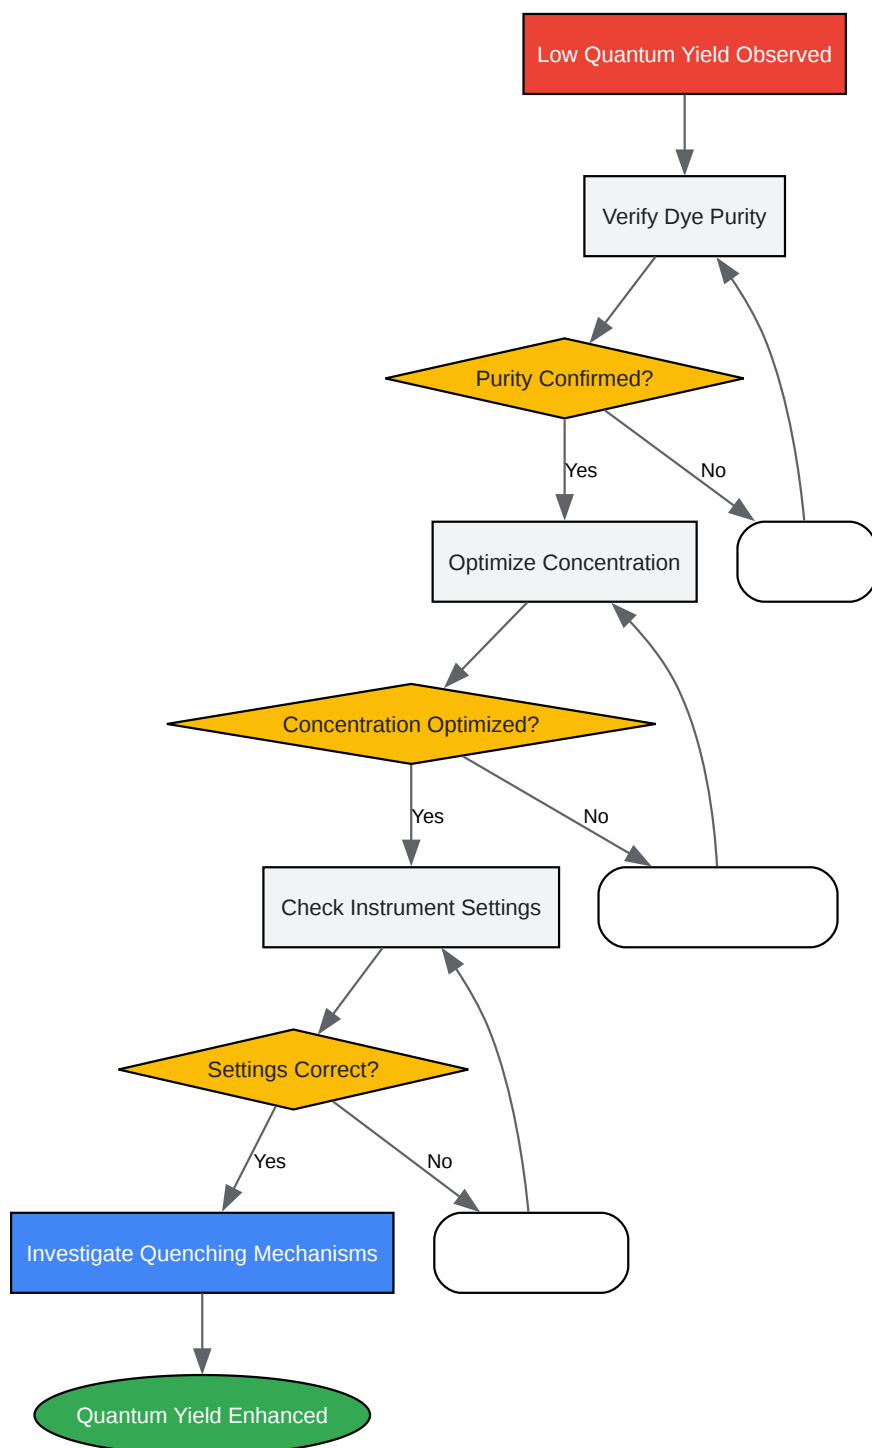 Low Quantum Yield Observed
Verify Dye Purity
Purity Confirmed?
Yes
No
Optimize Concentration
Concentration Optimized?
Yes
No
Check Instrument Settings
Settings Correct?
Yes
No
Investigate Quenching Mechanisms
Quantum Yield Enhanced